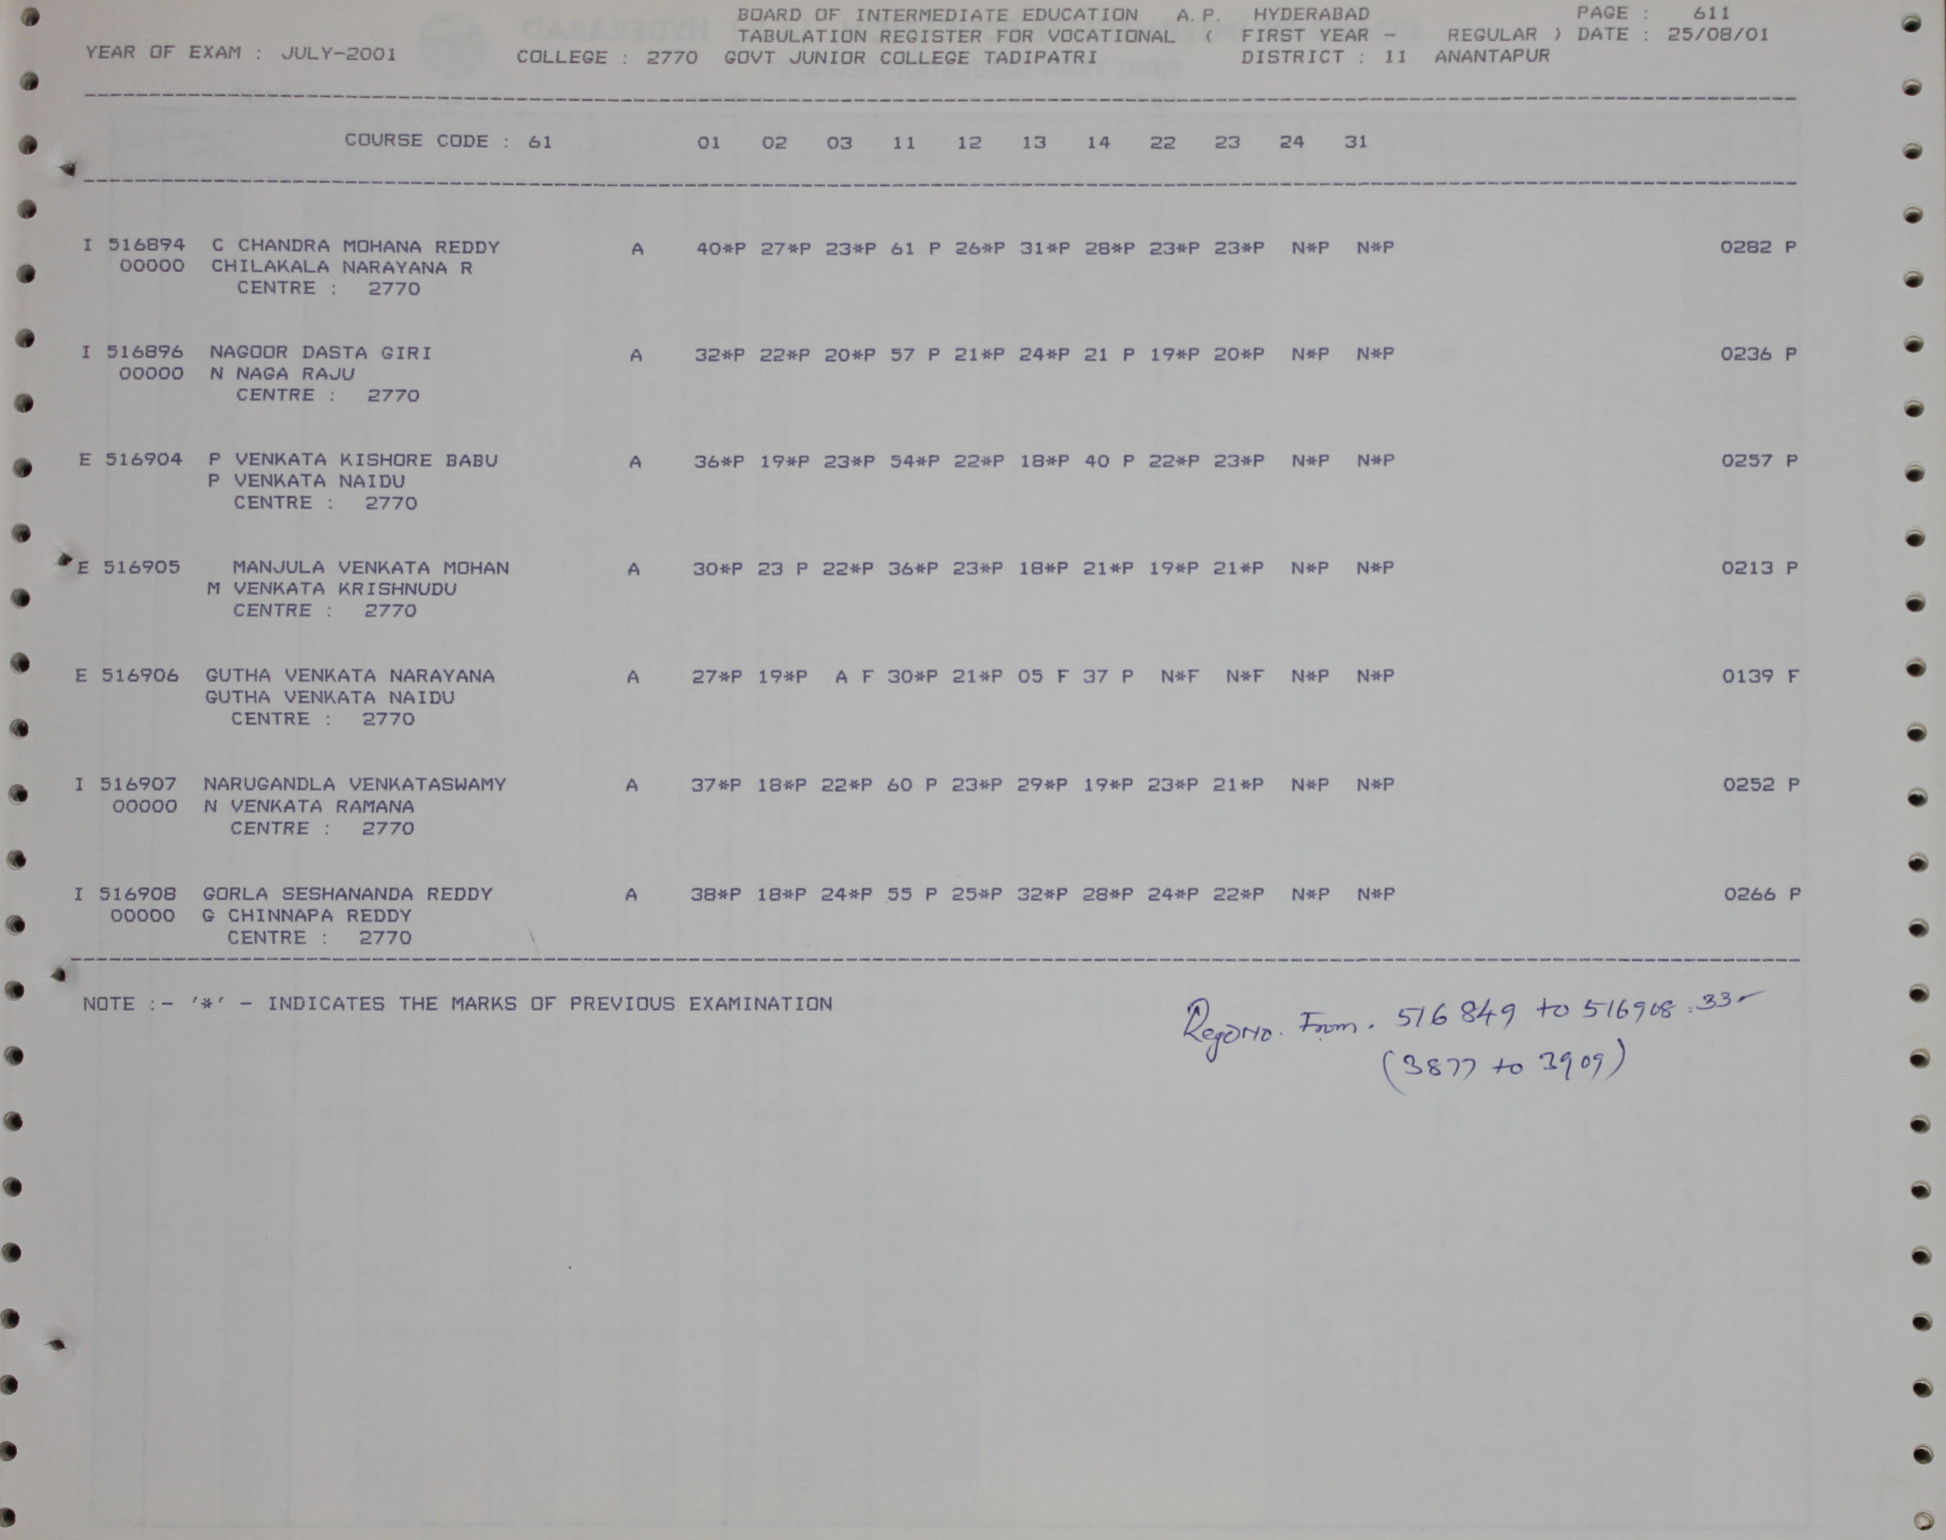 BOARD OF INTERMEDIATE EDUCATION A.P. HYDERABAD PAGE : 611
TABULATION REGISTER FOR VOCATIONAL ( FIRST YEAR - REGULAR ) DATE : 25/08/01
YEAR OF EXAM : JULY-2001 COLLEGE : 2770 GOVT JUNIOR COLLEGE TADIPATRI DISTRICT : 11 ANANTAPUR
COURSE CODE : 61 01 02 03 11 12 13 14 22 23 24 31
I 516894 C CHANDRA MOHANA REDDY A 40*P 27*P 23*P 61 P 26*P 31*P 28*P 23*P 23*P N*P N*P 0282 P
00000 CHILAKALA NARAYANA R
CENTRE : 2770
I 516896 NAGOOR DASTA GIRI A 32*P 22*P 20*P 57 P 21*P 24*P 21 P 19*P 20*P N*P N*P 0236 P
00000 N NAGA RAJU
CENTRE : 2770
E 516904 P VENKATA KISHORE BABU A 36*P 19*P 23*P 54*P 22*P 18*P 40 P 22*P 23*P N*P N*P 0257 P
P VENKATA NAIDU
CENTRE : 2770
E 516905 MANJULA VENKATA MOHAN A 30*P 23 P 22*P 36*P 23*P 18*P 21*P 19*P 21*P N*P N*P 0213 P
M VENKATA KRISHNUDU
CENTRE : 2770
E 516906 GUTHA VENKATA NARAYANA A 27*P 19*P A F 30*P 21*P 05 F 37 P N*F N*F N*P N*P 0139 F
GUTHA VENKATA NAIDU
CENTRE : 2770
I 516907 NARUGANDLA VENKATASWAMY A 37*P 18*P 22*P 60 P 23*P 29*P 19*P 23*P 21*P N*P N*P 0252 P
00000 N VENKATA RAMANA
CENTRE : 2770
I 516908 GORLA SESHANANDA REDDY A 38*P 18*P 24*P 55 P 25*P 32*P 28*P 24*P 22*P N*P N*P 0266 P
00000 G CHINNAPA REDDY
CENTRE : 2770
NOTE :- '*' - INDICATES THE MARKS OF PREVIOUS EXAMINATION
From. 516849 to 516908 : 33
(3877 to 3909)